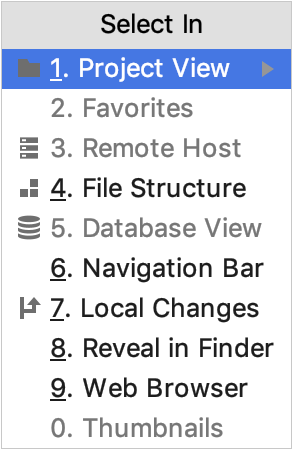 Select In
1. Project View
2. Favorites
3. Remote Host
4. File Structure
5. Database View
6. Navigation Bar
7. Local Changes
8. Reveal in Finder
9. Web Browser
0. Thumbnails